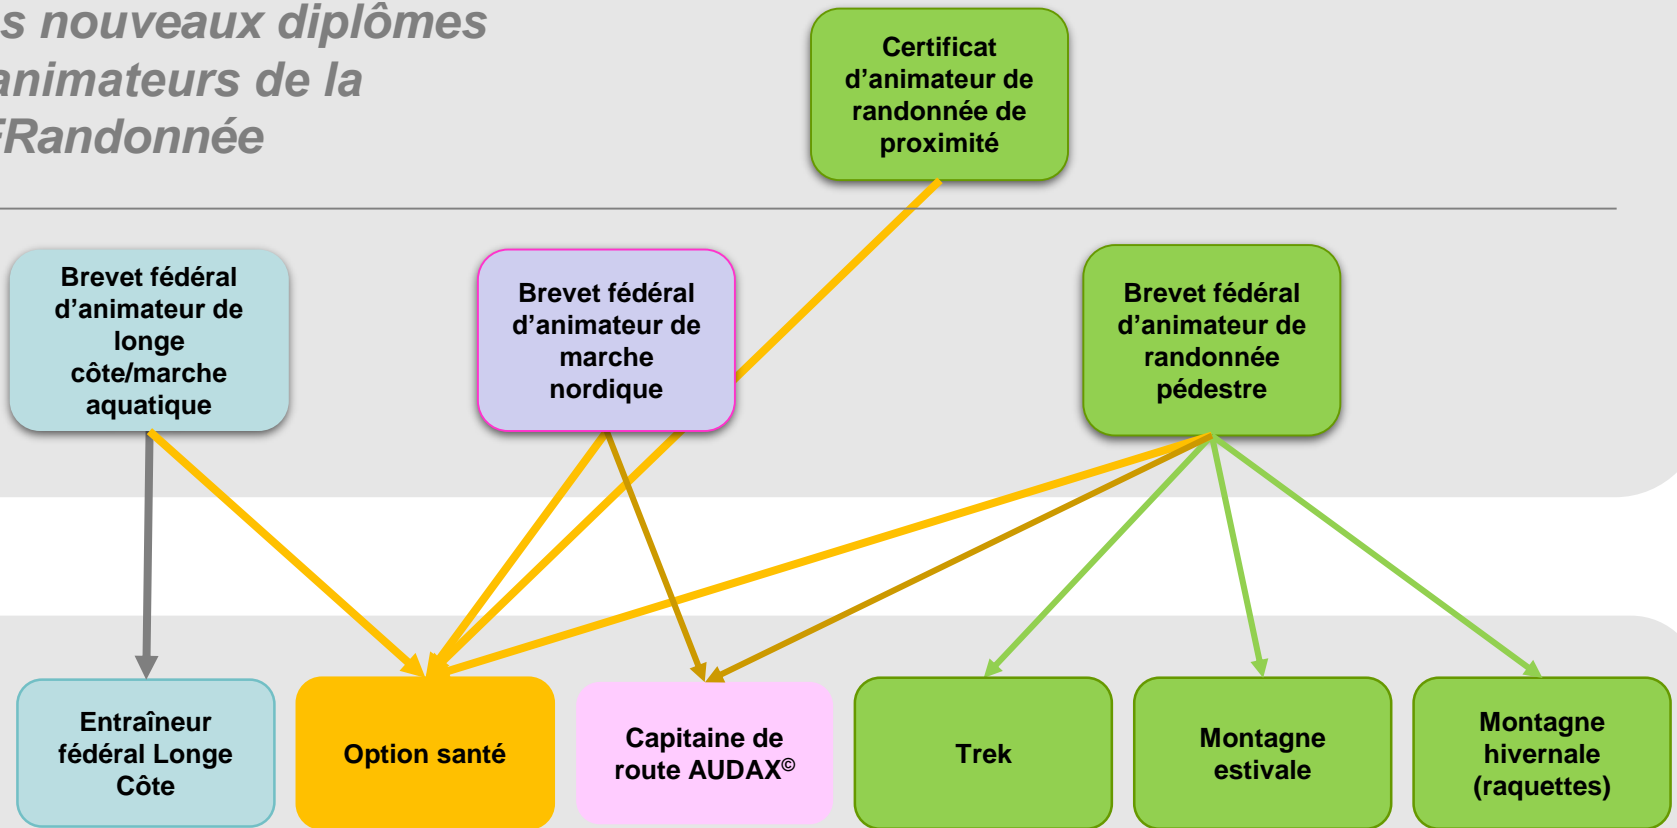 s nouveaux diplômes
animateurs de la
FRandonnée
Certificat
d’animateur de
randonnée de
proximité
Brevet fédéral
d’animateur de
longe
côte/marche
aquatique
Brevet fédéral
d’animateur de
marche
nordique
Brevet fédéral
d’animateur de
randonnée
pédestre
Entraîneur
fédéral Longe
Côte
Option santé
Capitaine de
route AUDAX©
Trek
Montagne
estivale
Montagne
hivernale
(raquettes)